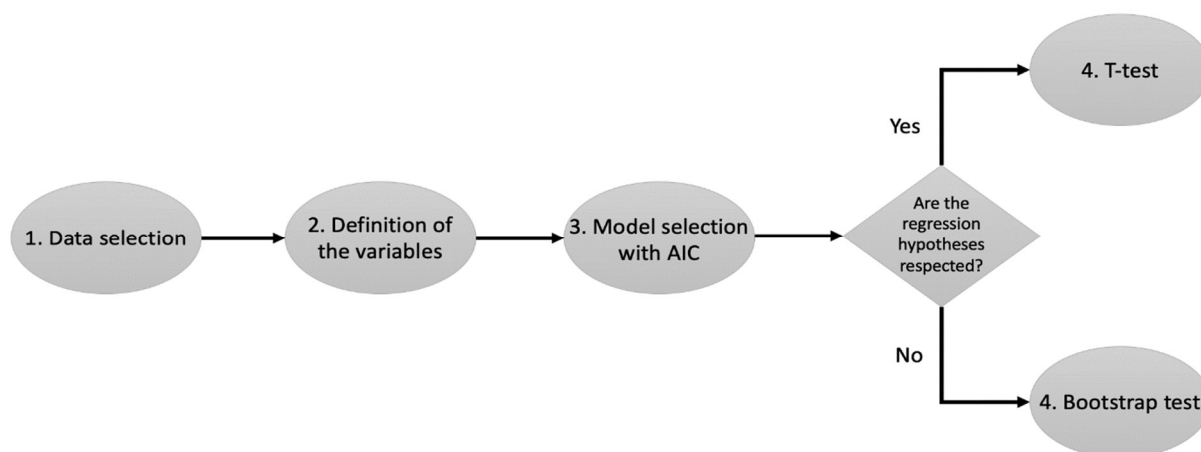 1. Data selection
2. Definition of
the variables
3. Model selection
with AIC
Are the
regression
hypotheses
respected?
Yes
4. T-test
No
4. Bootstrap test